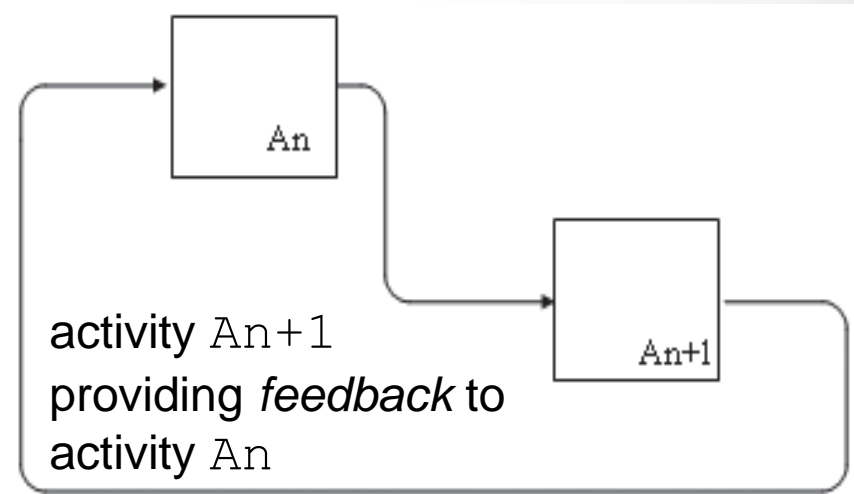 An
An+1
activity An+1
providing feedback to
activity An